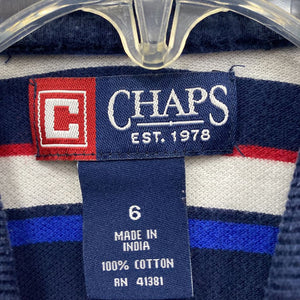 C
CHAPS
EST. 1978
6
MADE IN
INDIA
100% COTTON
RN 41381